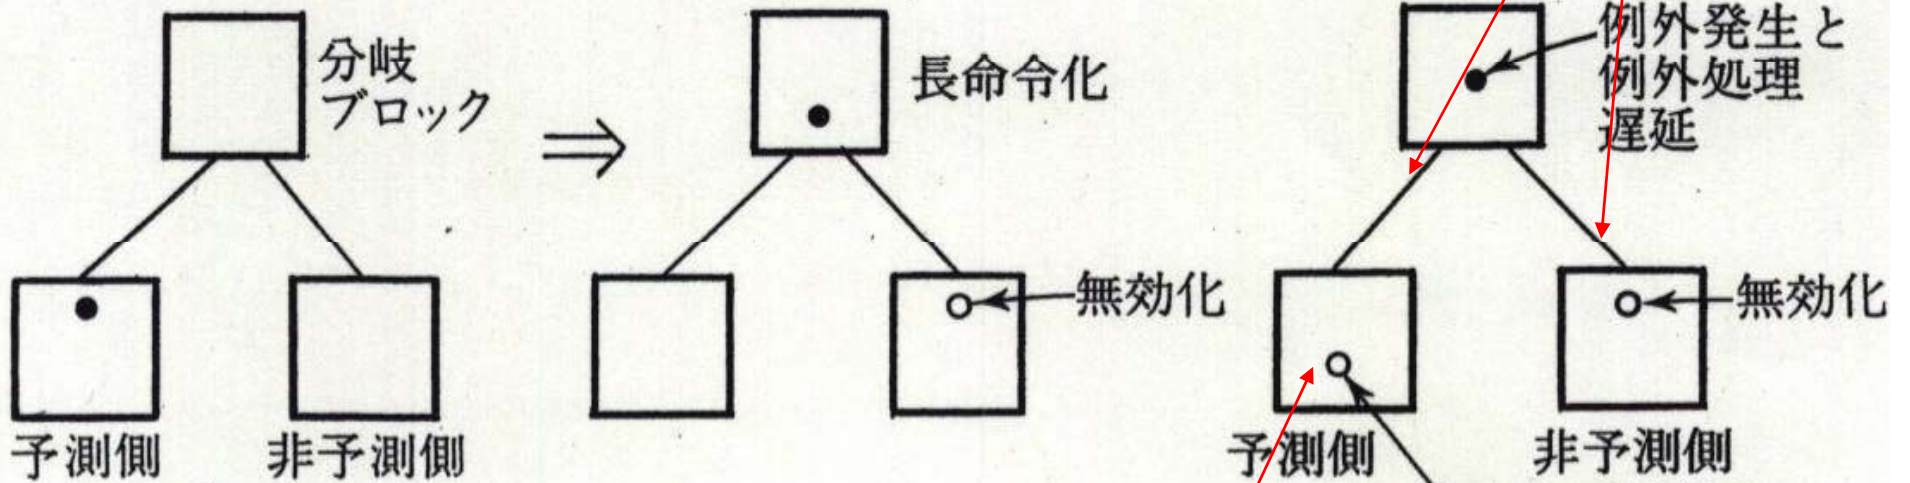 分岐
ブロック
予測側
非予測側
長命令化
無効化
例外発生と
例外処理
遅延
無効化
予測側
非予測側